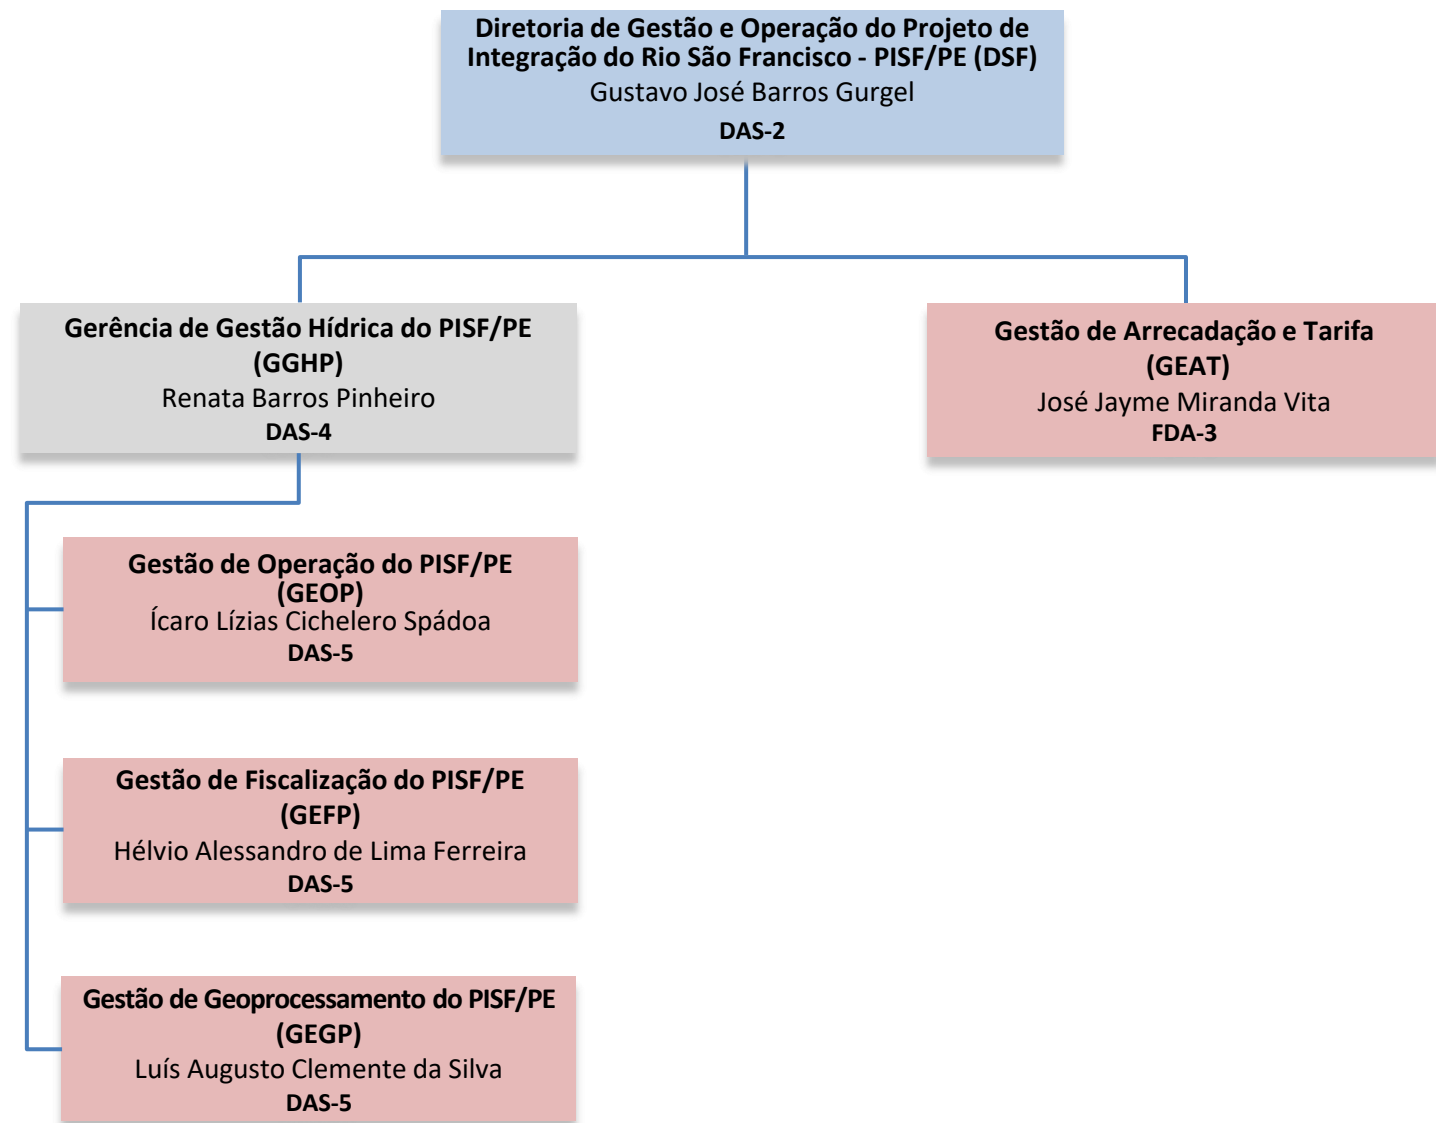 Diretoria de Gestão e Operação do Projeto de
Integração do Rio São Francisco - PISF/PE (DSF)
Gustavo José Barros Gurgel
DAS-2
Gerência de Gestão Hídrica do PISF/PE
(GGHP)
Renata Barros Pinheiro
DAS-4
Gestão de Arrecadação e Tarifa
(GEAT)
José Jayme Miranda Vita
FDA-3
Gestão de Operação do PISF/PE
(GEOP)
Ícaro Lízias Cichelero Spádoa
DAS-5
Gestão de Fiscalização do PISF/PE
(GEFP)
Hélvio Alessandro de Lima Ferreira
DAS-5
Gestão de Geoprocessamento do PISF/PE
(GEGP)
Luís Augusto Clemente da Silva
DAS-5